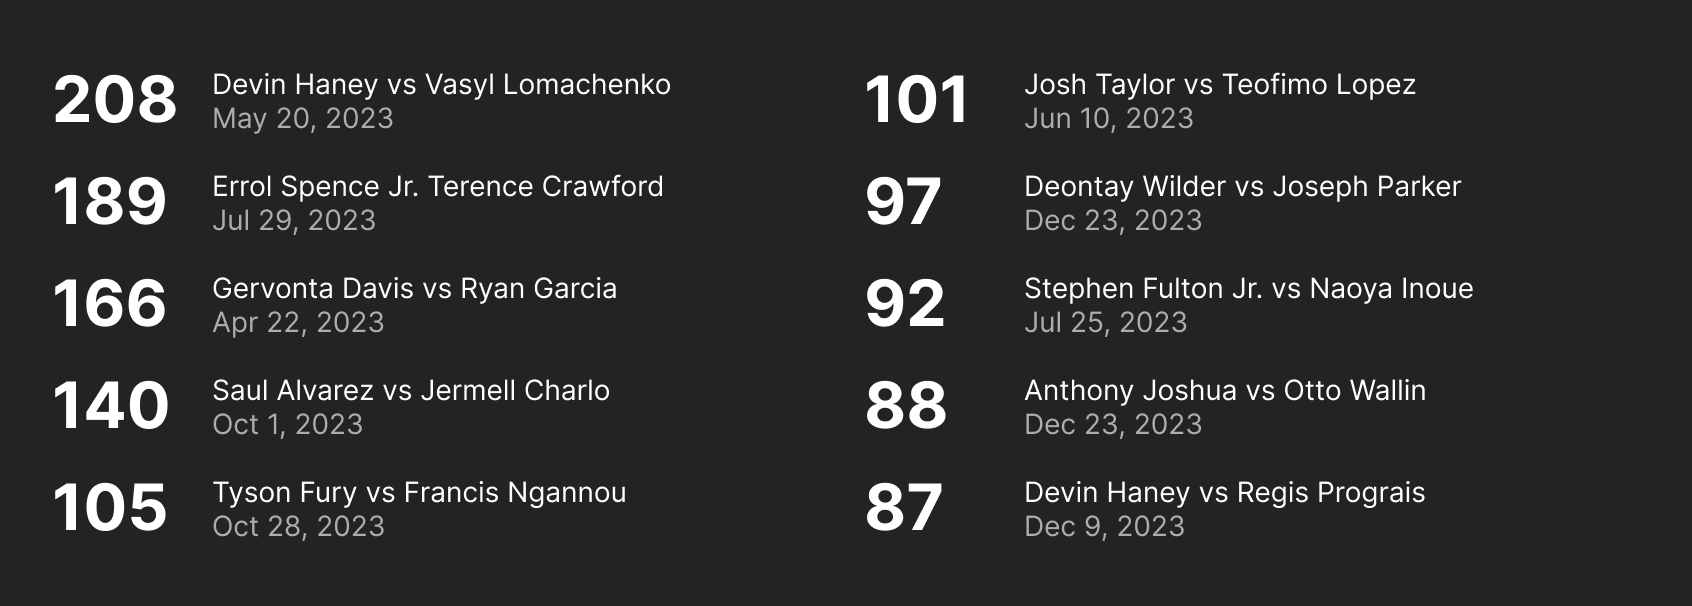 208
Devin Haney vs Vasyl Lomachenko
May 20, 2023
189
Errol Spence Jr. Terence Crawford
Jul 29, 2023
166
Gervonta Davis vs Ryan Garcia
Apr 22, 2023
140
Saul Alvarez vs Jermell Charlo
Oct 1, 2023
105
Tyson Fury vs Francis Ngannou
Oct 28, 2023
101
Josh Taylor vs Teofimo Lopez
Jun 10, 2023
97
Deontay Wilder vs Joseph Parker
Dec 23, 2023
92
Stephen Fulton Jr. vs Naoya Inoue
Jul 25, 2023
88
Anthony Joshua vs Otto Wallin
Dec 23, 2023
87
Devin Haney vs Regis Prograis
Dec 9, 2023